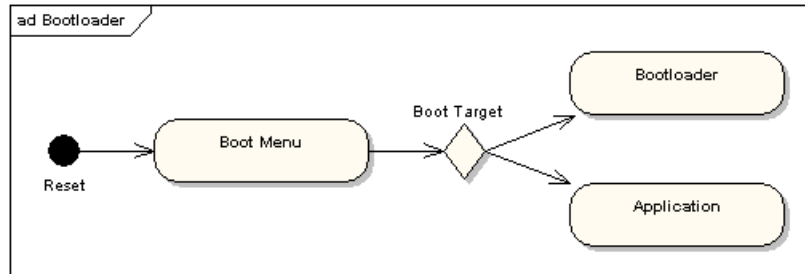 ad Bootloader
Bootloader
Boot Target
Boot Menu
Reset
Application